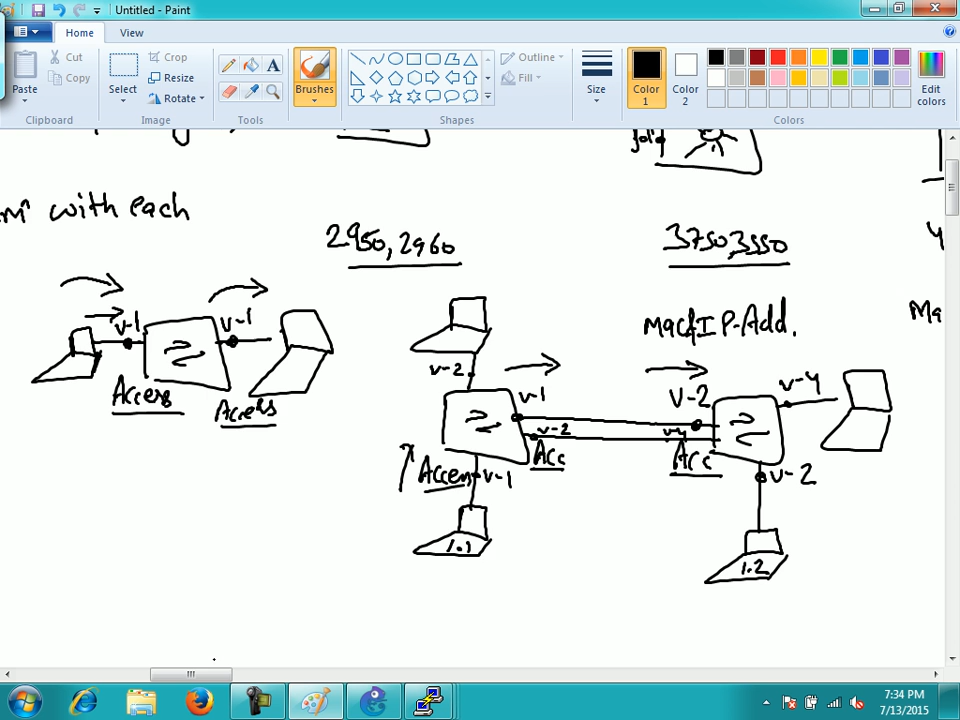 Untitled - Paint
Home
View
Paste
Cut
Copy
Clipboard
Select
Crop
Resize
Rotate
Image
Tools
Brushes
Shapes
Outline
Fill
Size
Color 1
Color 2
Colors
Edit colors
with each
2950, 2960
3750,3550
Mac&IP-Add.
Ma
V-1
V-1
Access
Access
V-2
V-1
V-2
V-2
V-4
V-4
Acc
Acc
Access
V-1
V-2
1.1
1.2
7:34 PM
7/13/2015